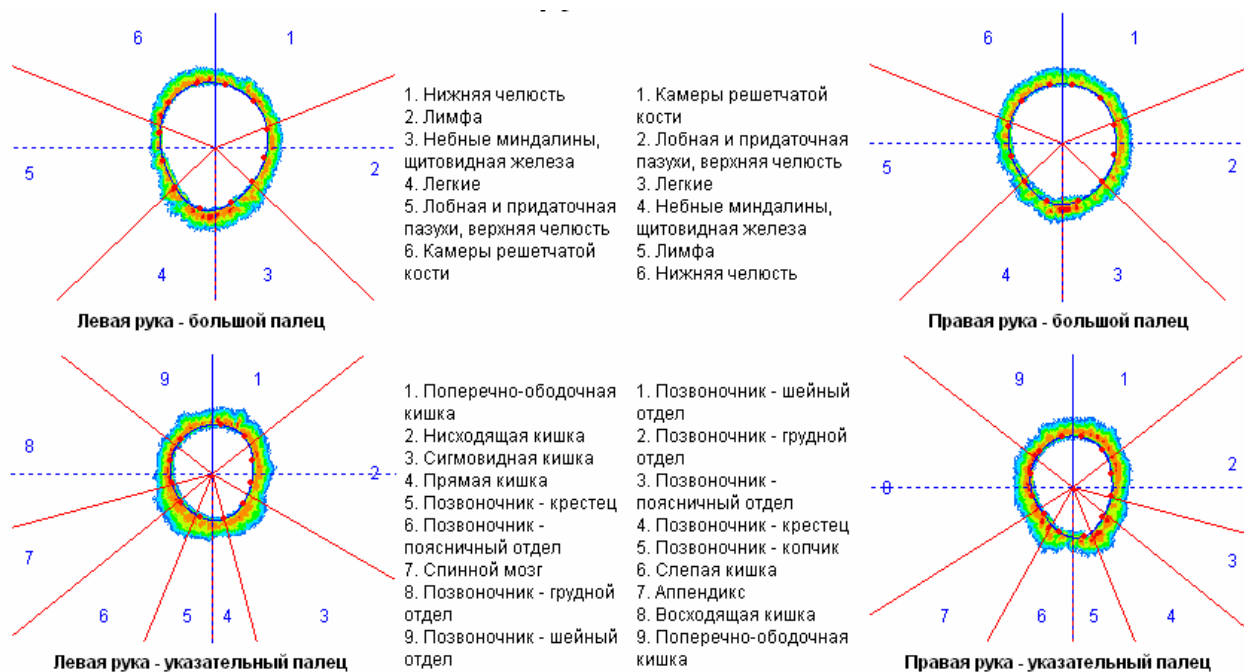 6
1
5
2
4
3
Левая рука - большой палец
1. Нижняя челюсть
2. Лимфа
3. Небные миндалины,
щитовидная железа
4. Легкие
5. Лобная и придаточная
пазухи, верхняя челюсть
6. Камеры решетчатой
кости
1. Камеры решетчатой
кости
2. Лобная и придаточная
пазухи, верхняя челюсть
3. Легкие
4. Небные миндалины,
щитовидная железа
5. Лимфа
6. Нижняя челюсть
6
1
5
2
4
3
Правая рука - большой палец
9
1
8
2
7
6
5
4
3
Левая рука - указательный палец
1. Поперечно-ободочная
кишка
2. Нисходящая кишка
3. Сигмовидная кишка
4. Прямая кишка
5. Позвоночник - крестец
6. Позвоночник -
поясничный отдел
7. Спинной мозг
8. Позвоночник - грудной
отдел
9. Позвоночник - шейный
отдел
1. Позвоночник - шейный
отдел
2. Позвоночник - грудной
отдел
3. Позвоночник -
поясничный отдел
4. Позвоночник - крестец
5. Позвоночник - копчик
6. Слепая кишка
7. Аппендикс
8. Восходящая кишка
9. Поперечно-ободочная
кишка
9
1
2
8
3
7
6
5
4
Правая рука - указательный палец